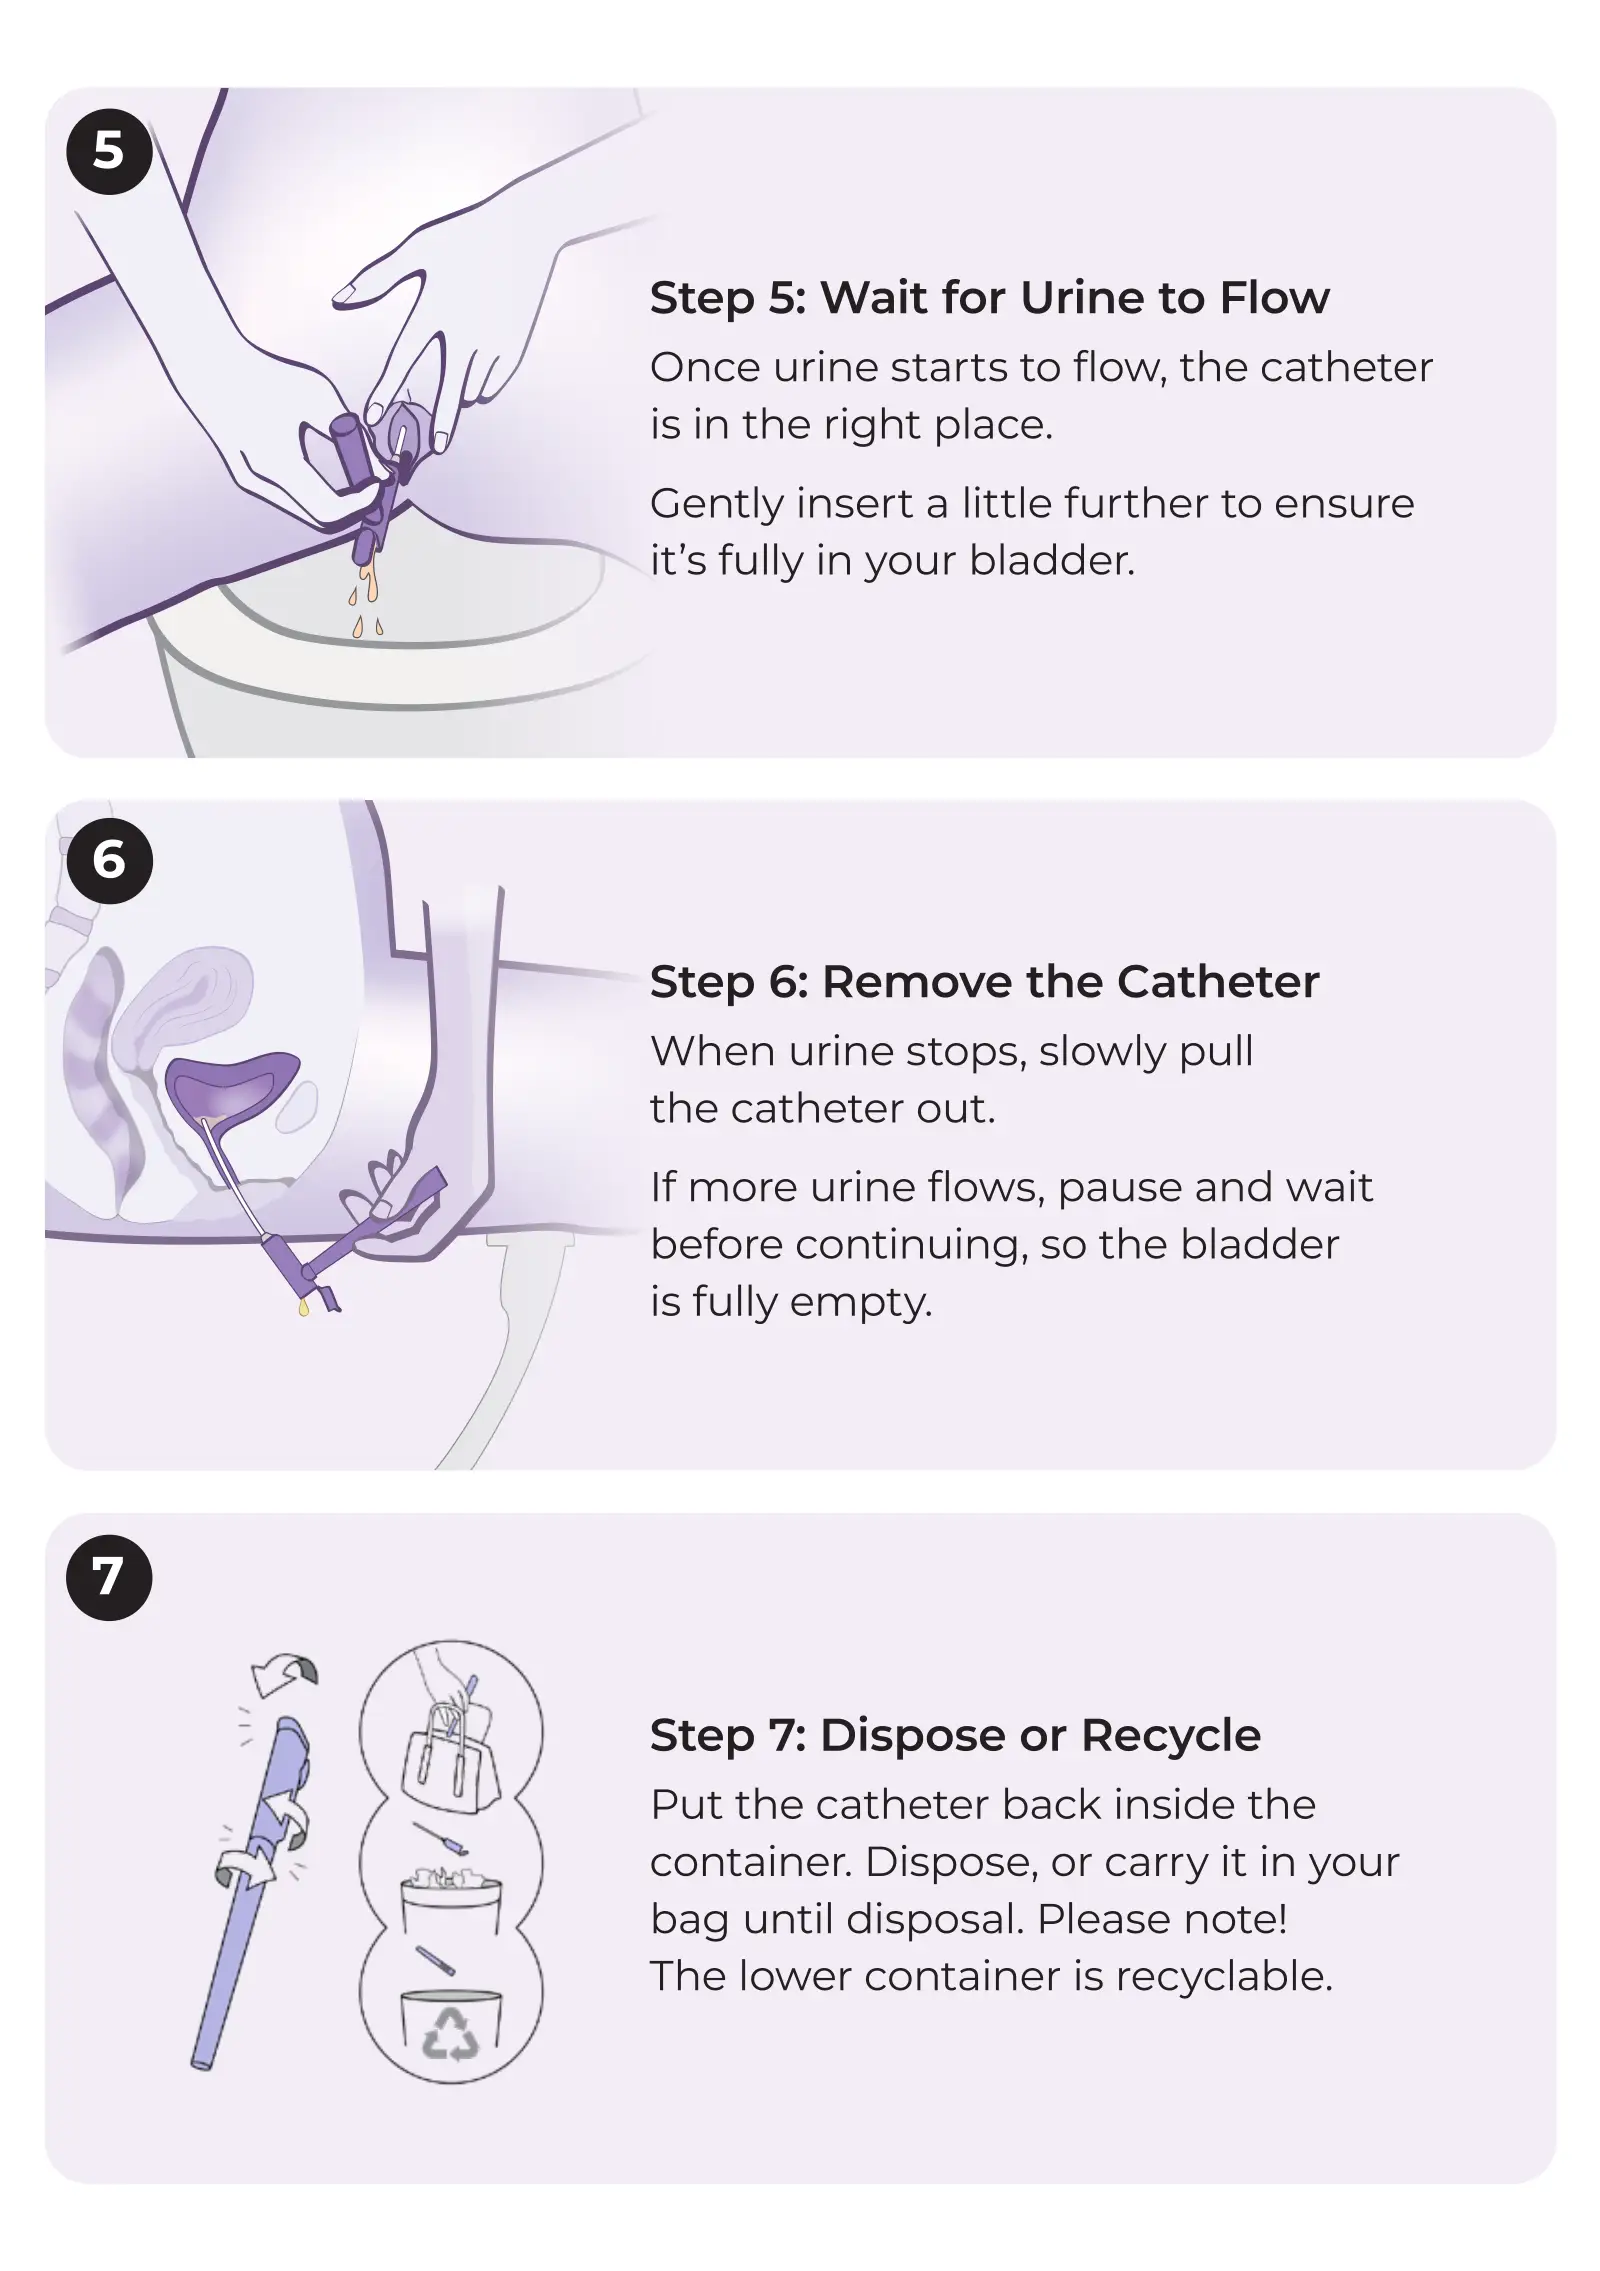 5
Step 5: Wait for Urine to Flow
Once urine starts to flow, the catheter
is in the right place.
Gently insert a little further to ensure
it’s fully in your bladder.
6
Step 6: Remove the Catheter
When urine stops, slowly pull
the catheter out.
If more urine flows, pause and wait
before continuing, so the bladder
is fully empty.
7
Step 7: Dispose or Recycle
Put the catheter back inside the
container. Dispose, or carry it in your
bag until disposal. Please note!
The lower container is recyclable.